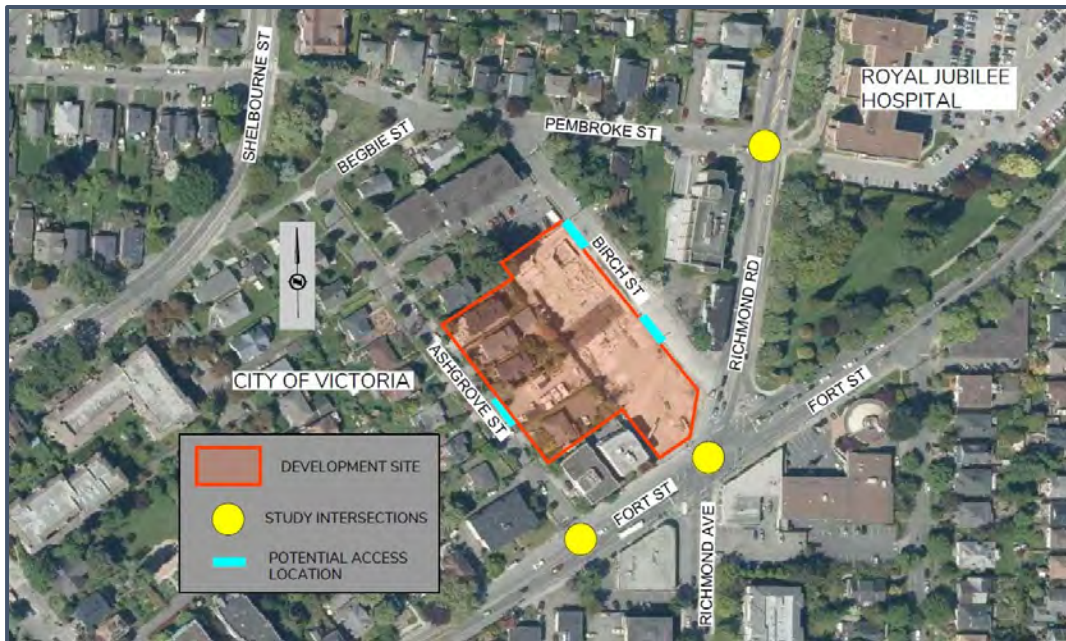 SHELBOURNE ST
BEGBIE ST
PEMBROKE ST
ROYAL JUBILEE
HOSPITAL
BIRCH ST
RICHMOND RD
ASHGROVE ST
CITY OF VICTORIA
FORT ST
FORT ST
RICHMOND AVE
DEVELOPMENT SITE
STUDY INTERSECTIONS
POTENTIAL ACCESS
LOCATION